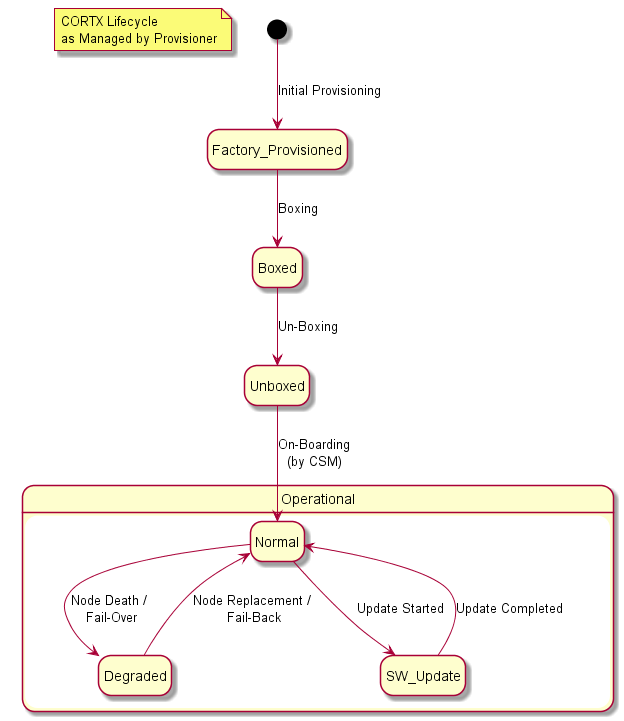 CORTX Lifecycle
as Managed by Provisioner
Initial Provisioning
Factory_Provisioned
Boxing
Boxed
Un-Boxing
Unboxed
On-Boarding
(by CSM)
Operational
Normal
Node Death /
Fail-Over
Node Replacement /
Fail-Back
Update Started
Update Completed
Degraded
SW_Update